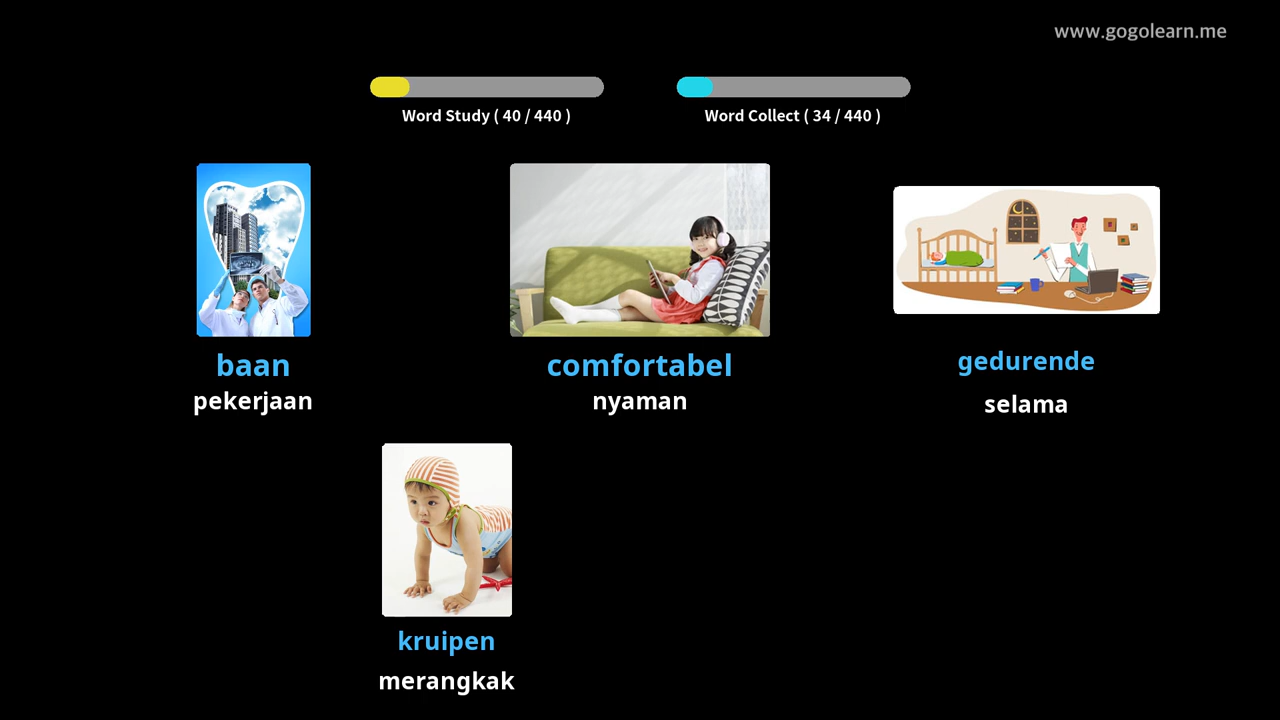 www.gogolearn.me
Word Study ( 40 / 440 )
Word Collect ( 34 / 440 )
baan
pekerjaan
comfortabel
nyaman
gedurende
selama
kruipen
merangkak